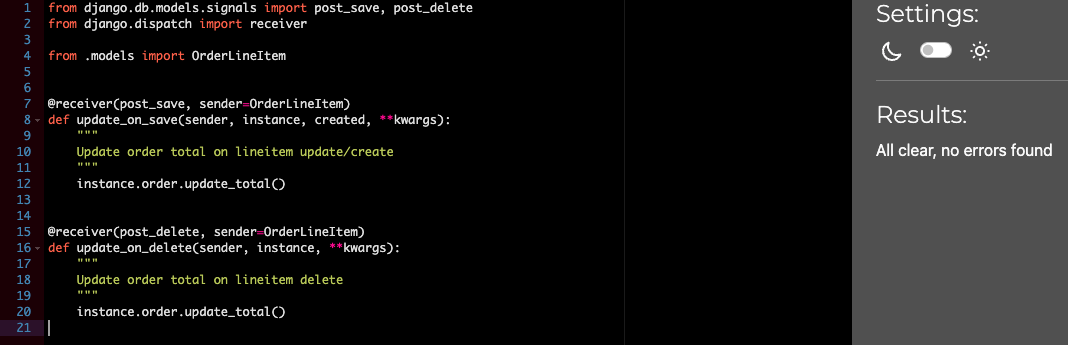 1 from django.db.models.signals import post_save, post_delete
2 from django.dispatch import receiver
3
4 from .models import OrderLineItem
5
6
7 @receiver(post_save, sender=OrderLineItem)
8 def update_on_save(sender, instance, created, **kwargs):
9     """
10     Update order total on lineitem update/create
11     """
12     instance.order.update_total()
13
14
15 @receiver(post_delete, sender=OrderLineItem)
16 def update_on_delete(sender, instance, **kwargs):
17     """
18     Update order total on lineitem delete
19     """
20     instance.order.update_total()
21
Settings:
Results:
All clear, no errors found